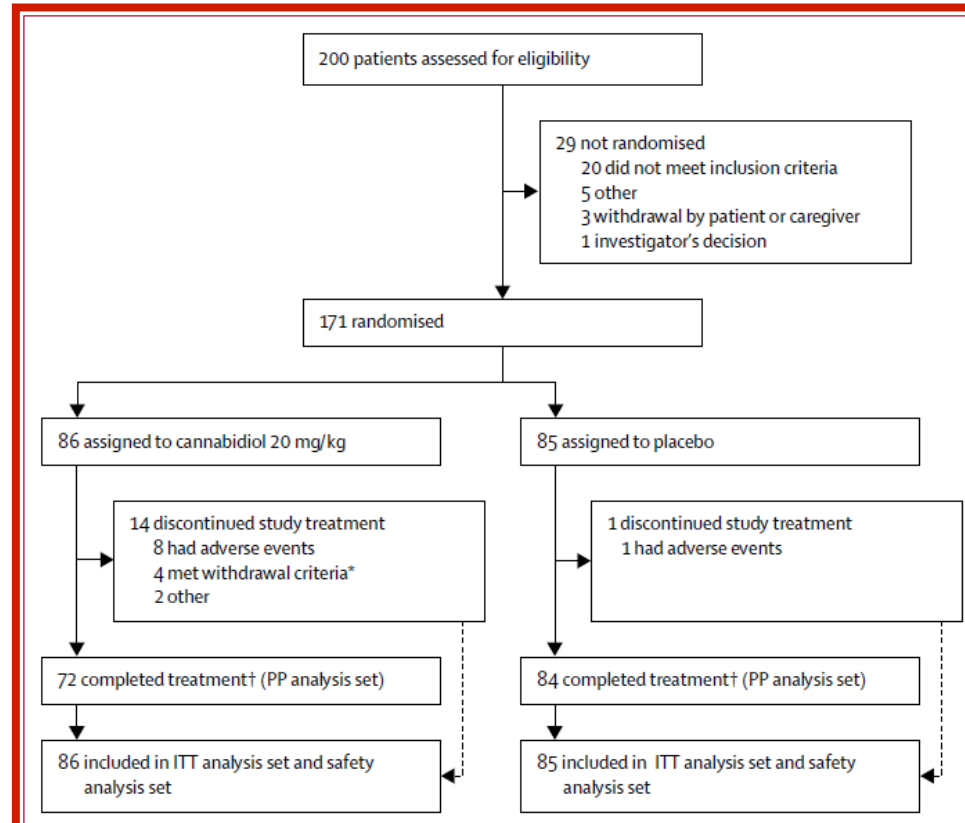 200 patients assessed for eligibility
29 not randomised
20 did not meet inclusion criteria
5 other
3 withdrawal by patient or caregiver
1 investigator's decision
171 randomised
86 assigned to cannabidiol 20 mg/kg
85 assigned to placebo
14 discontinued study treatment
8 had adverse events
4 met withdrawal criteria*
2 other
1 discontinued study treatment
1 had adverse events
72 completed treatment† (PP analysis set)
84 completed treatment† (PP analysis set)
86 included in ITT analysis set and safety
analysis set
85 included in ITT analysis set and safety
analysis set